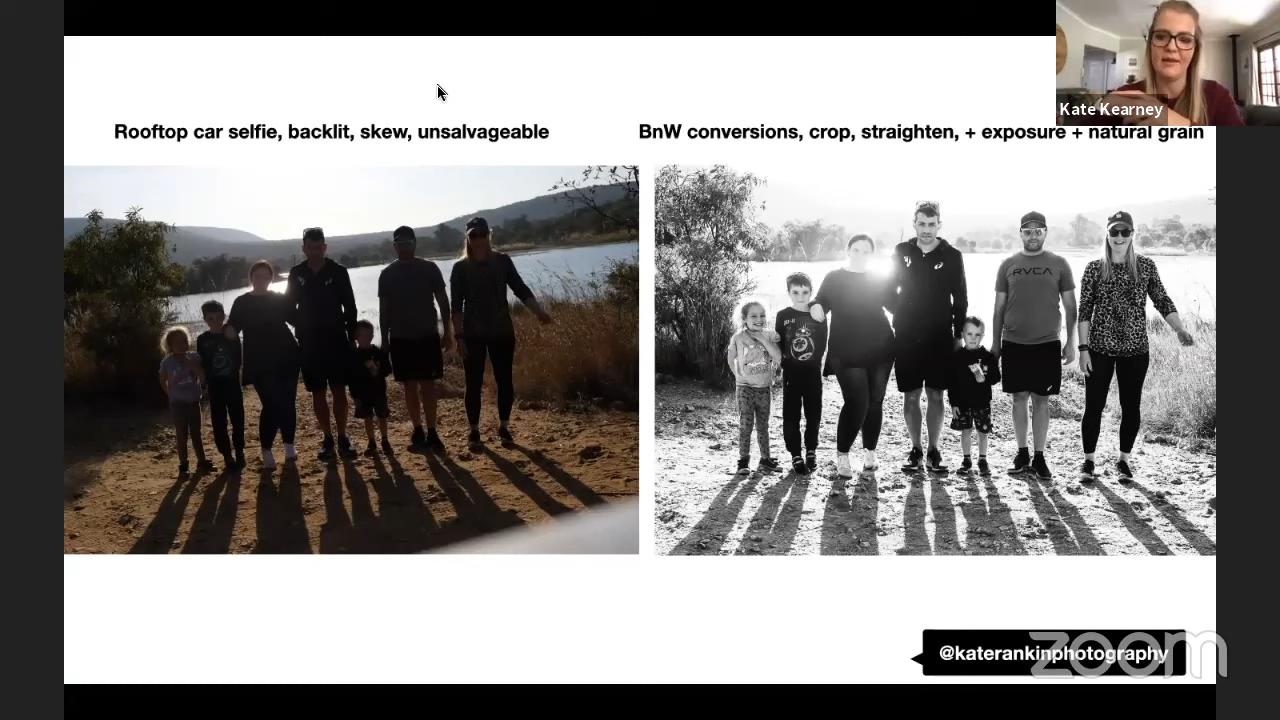 Kate Kearney
Rooftop car selfie, backlit, skew, unsalvageable
BnW conversions, crop, straighten, + exposure + natural grain
RVCA
@katerankinphotography
zoom